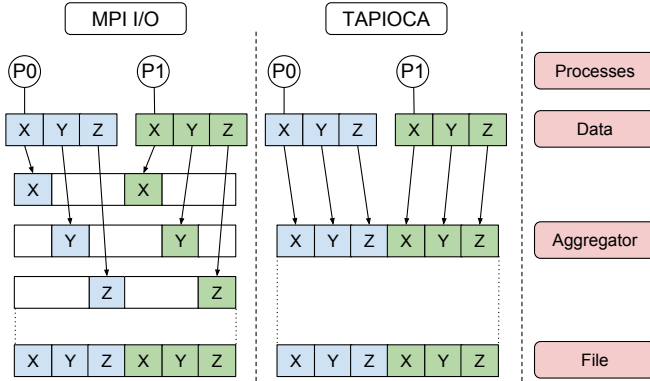 MPI I/O TAPIOCA
P0 P1 P0 P1 Processes
X Y Z X Y Z X Y Z X Y Z Data
X X
Y Y X Y Z X Y Z Aggregator
Z Z
X Y Z X Y Z X Y Z X Y Z File